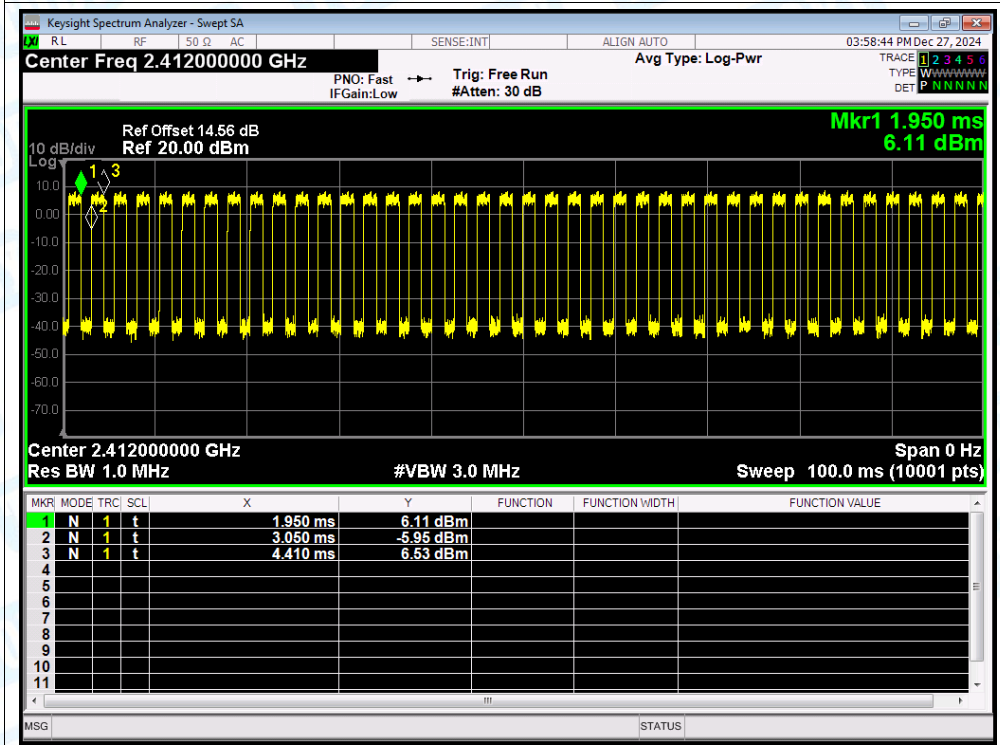 Keysight Spectrum Analyzer - Swept SA
LXI RL RF 50 Ω AC SENSE:INT ALIGN AUTO 03:58:44 PM Dec 27, 2024
Center Freq 2.412000000 GHz Avg Type: Log-Pwr TRACE 1 2 3 4 5 6
PNO: Fast Trig: Free Run TYPE WWWWWW
IFGain:Low #Atten: 30 dB DET P N N N N N
Mkr1 1.950 ms
Ref Offset 14.56 dB
10 dB/div Ref 20.00 dBm 6.11 dBm
Log
1 3
10.0
2
0.00
-10.0
-20.0
-30.0
-40.0
-50.0
-60.0
-70.0
Center 2.412000000 GHz Span 0 Hz
Res BW 1.0 MHz #VBW 3.0 MHz Sweep 100.0 ms (10001 pts)
MKR MODE TRC SCL X Y FUNCTION FUNCTION WIDTH FUNCTION VALUE
1 N 1 t 1.950 ms 6.11 dBm
2 N 1 t 3.050 ms -5.95 dBm
3 N 1 t 4.410 ms 6.53 dBm
4
5
6
7
8
9
10
11
MSG STATUS